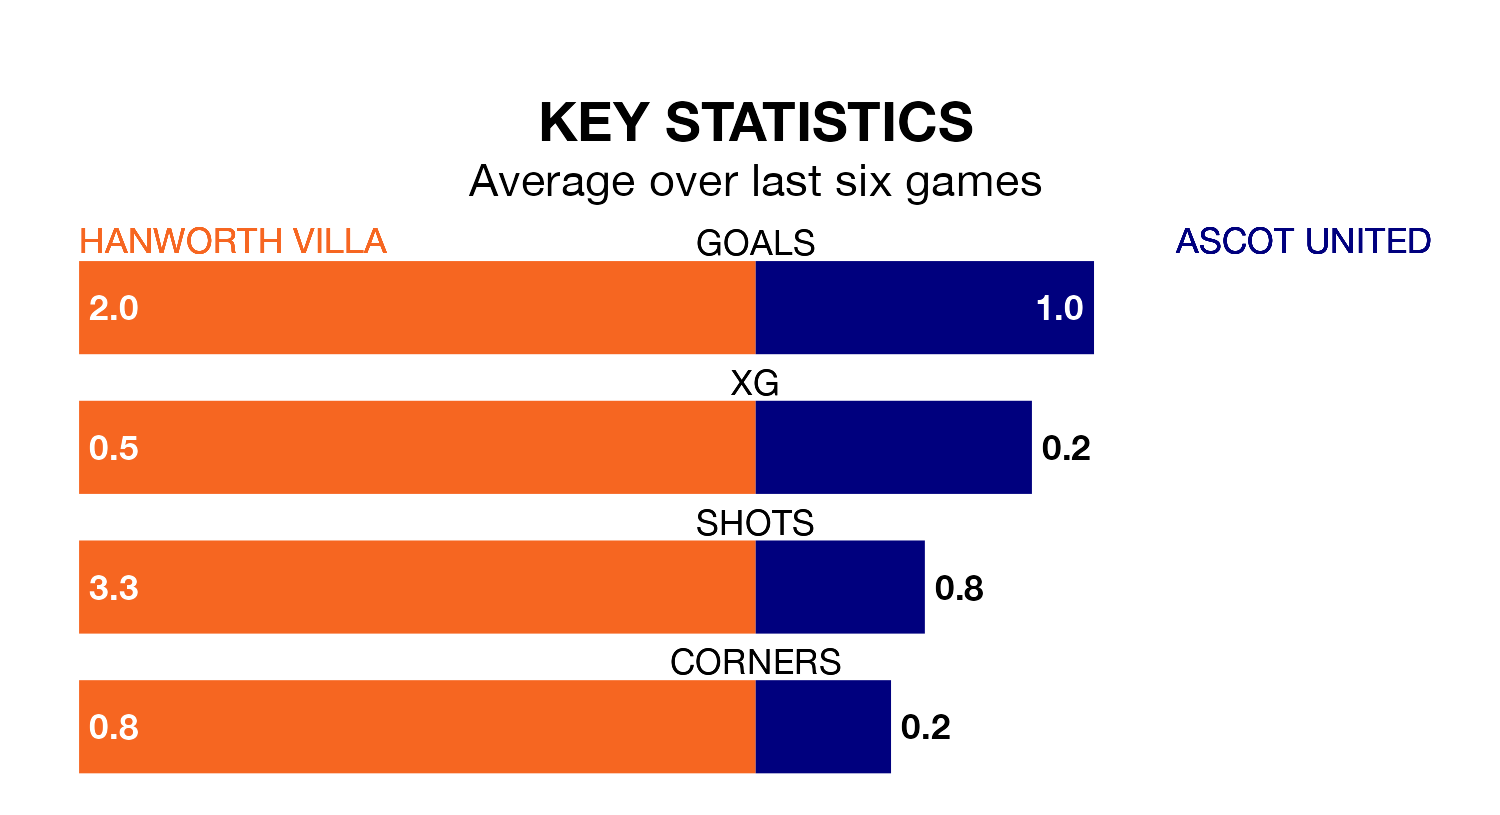 KEY STATISTICS
Average over last six games
HANWORTH VILLA GOALS ASCOT UNITED
2.0 1.0
XG
0.5 0.2
SHOTS
3.3 0.8
CORNERS
0.8 0.2